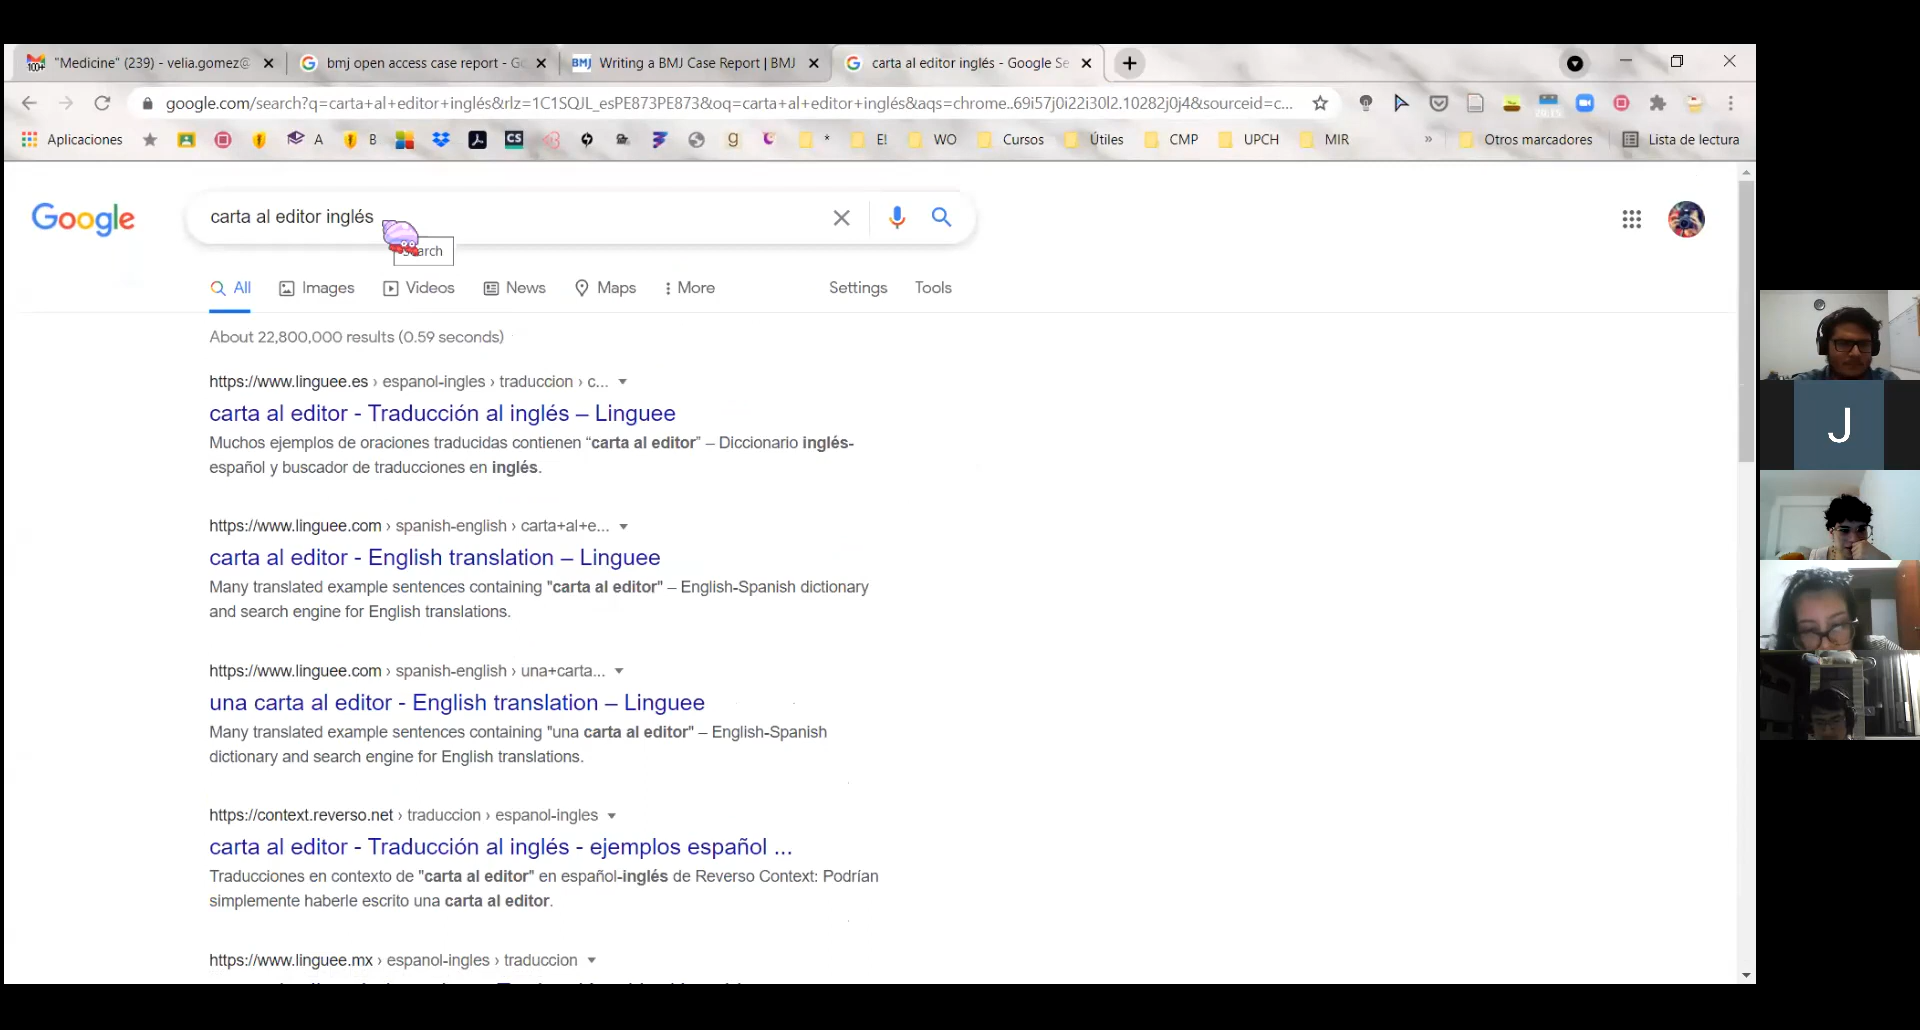 "Medicine" (239) - velia.gomez@
bmj open access case report - Go
BMJ Writing a BMJ Case Report | BMJ
carta al editor inglés - Google Se
google.com/search?q=carta+al+editor+inglés&rlz=1C1SQJL_esPE873PE873&oq=carta+al+editor+inglés&aqs=chrome..69i57j0i22i30l2.10282j0j4&sourceid=c...
Aplicaciones A B CS g * E! WO Cursos Útiles CMP UPCH MIR » Otros marcadores Lista de lectura
Google
carta al editor inglés
All Images Videos News Maps More Settings Tools
About 22,800,000 results (0.59 seconds)
https://www.linguee.es › espanol-ingles › traduccion › c...
carta al editor - Traducción al inglés – Linguee
Muchos ejemplos de oraciones traducidas contienen “carta al editor” – Diccionario inglés-
español y buscador de traducciones en inglés.
https://www.linguee.com › spanish-english › carta+al+e...
carta al editor - English translation – Linguee
Many translated example sentences containing "carta al editor" – English-Spanish dictionary
and search engine for English translations.
https://www.linguee.com › spanish-english › una+carta...
una carta al editor - English translation – Linguee
Many translated example sentences containing "una carta al editor" – English-Spanish
dictionary and search engine for English translations.
https://context.reverso.net › traduccion › espanol-ingles
carta al editor - Traducción al inglés - ejemplos español ...
Traducciones en contexto de "carta al editor" en español-inglés de Reverso Context: Podrían
simplemente haberle escrito una carta al editor.
https://www.linguee.mx › espanol-ingles › traduccion
J